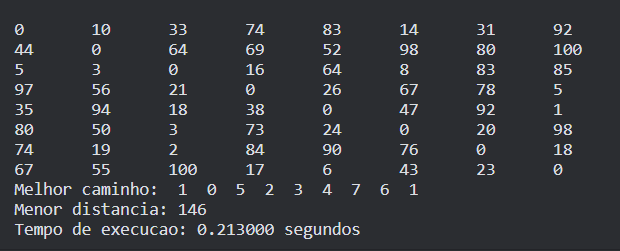 0 10 33 74 83 14 31 92
44 0 64 69 52 98 80 100
5 3 0 16 64 8 83 85
97 56 21 0 26 67 78 5
35 94 18 38 0 47 92 1
80 50 3 73 24 0 20 98
74 19 2 84 90 76 0 18
67 55 100 17 6 43 23 0
Melhor caminho: 1 0 5 2 3 4 7 6 1
Menor distancia: 146
Tempo de execucao: 0.213000 segundos